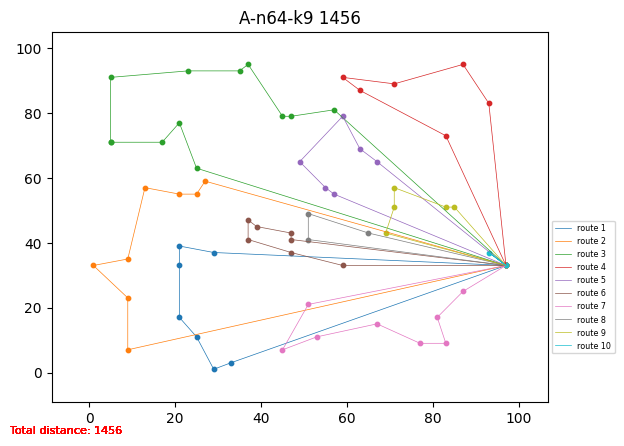 A-n64-k9 1456
100
80
60
40
20
0
0 20 40 60 80 100
route 1
route 2
route 3
route 4
route 5
route 6
route 7
route 8
route 9
route 10
Total distance: 1456